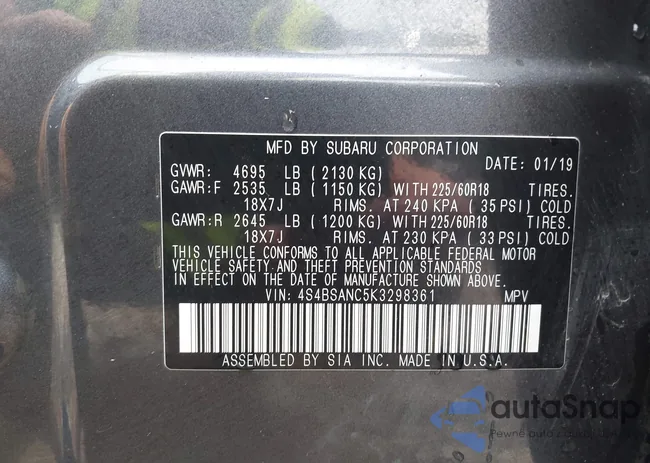 MFD BY SUBARU CORPORATION
GVWR: 4695 LB (2130 KG) DATE: 01/19
GAWR:F 2535 LB (1150 KG) WITH 225/60R18 TIRES.
18X7J RIMS. AT 240 KPA (35 PSI) COLD
GAWR:R 2645 LB (1200 KG) WITH 225/60R18 TIRES.
18X7J RIMS. AT 230 KPA (33 PSI) COLD
THIS VEHICLE CONFORMS TO ALL APPLICABLE FEDERAL MOTOR
VEHICLE SAFETY AND THEFT PREVENTION STANDARDS
IN EFFECT ON THE DATE OF MANUFACTURE SHOWN ABOVE.
VIN: 4S4BSANC5K3298361 MPV
ASSEMBLED BY SIA INC. MADE IN U.S.A.
autaSnap
Pewne auta z